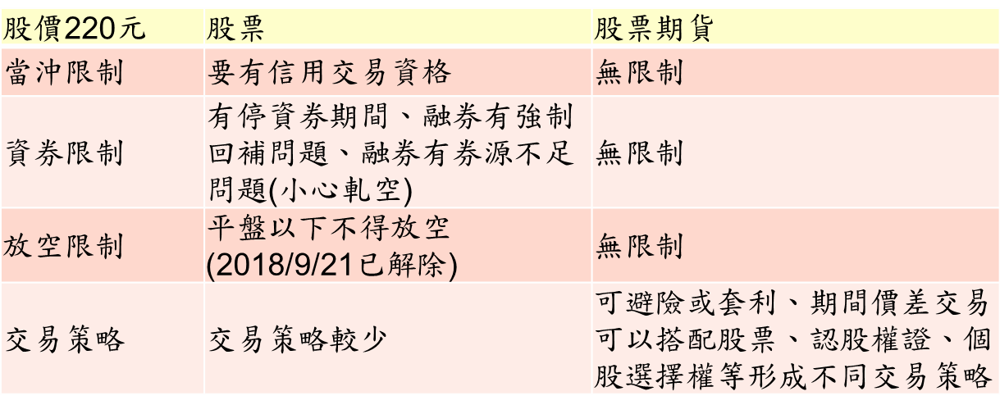 股價220元 股票 股票期貨
當沖限制 要有信用交易資格 無限制
資券限制 有停資券期間、融券有強制
回補問題、融券有券源不足
問題(小心軋空) 無限制
放空限制 平盤以下不得放空
(2018/9/21已解除) 無限制
交易策略 交易策略較少 可避險或套利、期間價差交易
可以搭配股票、認股權證、個
股選擇權等形成不同交易策略